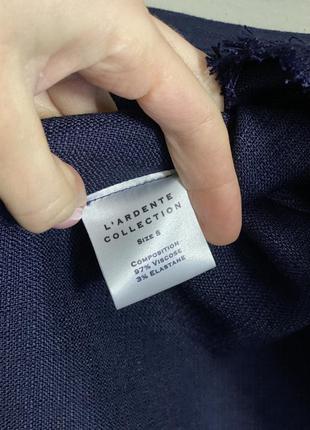 L'ARDENTE
COLLECTION
SIZE S
COMPOSITION
97% VISCOSE
3% ELASTANE